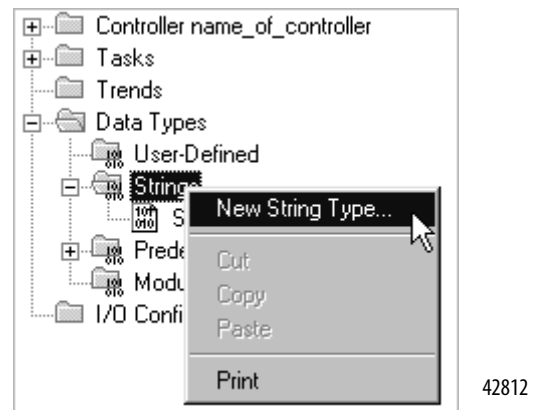 Controller name_of_controller
Tasks
Trends
Data Types
User-Defined
Strings
New String Type...
S
Prede
Cut
Modu
Copy
I/O Confi
Paste
Print
42812